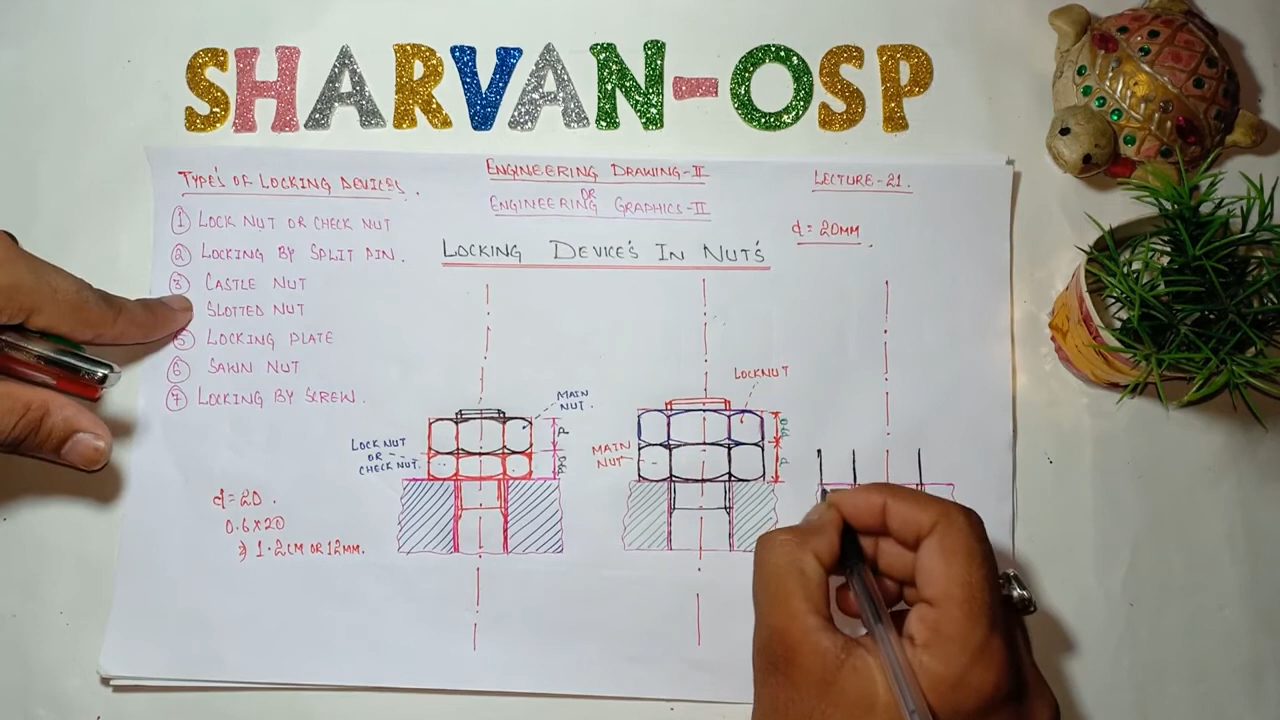 SHARVAN-OSP
TYPE'S OF LOCKING DEVICES.
ENGINEERING DRAWING-II
OR
ENGINEERING GRAPHICS-II
LECTURE-21.
① LOCK NUT OR CHECK NUT
② LOCKING BY SPLIT PIN.
③ CASTLE NUT
SLOTTED NUT
⑤ LOCKING PLATE
⑥ SAWN NUT
⑦ LOCKING BY SCREW.
d = 20MM.
LOCKING DEVICE'S IN NUT'S
MAIN
NUT.
LOCK NUT
OR
CHECK NUT.
d
LOCKNUT
MAIN
NUT
d
d = 20.
0.6 X 20
⇒ 1.2CM OR 12MM.